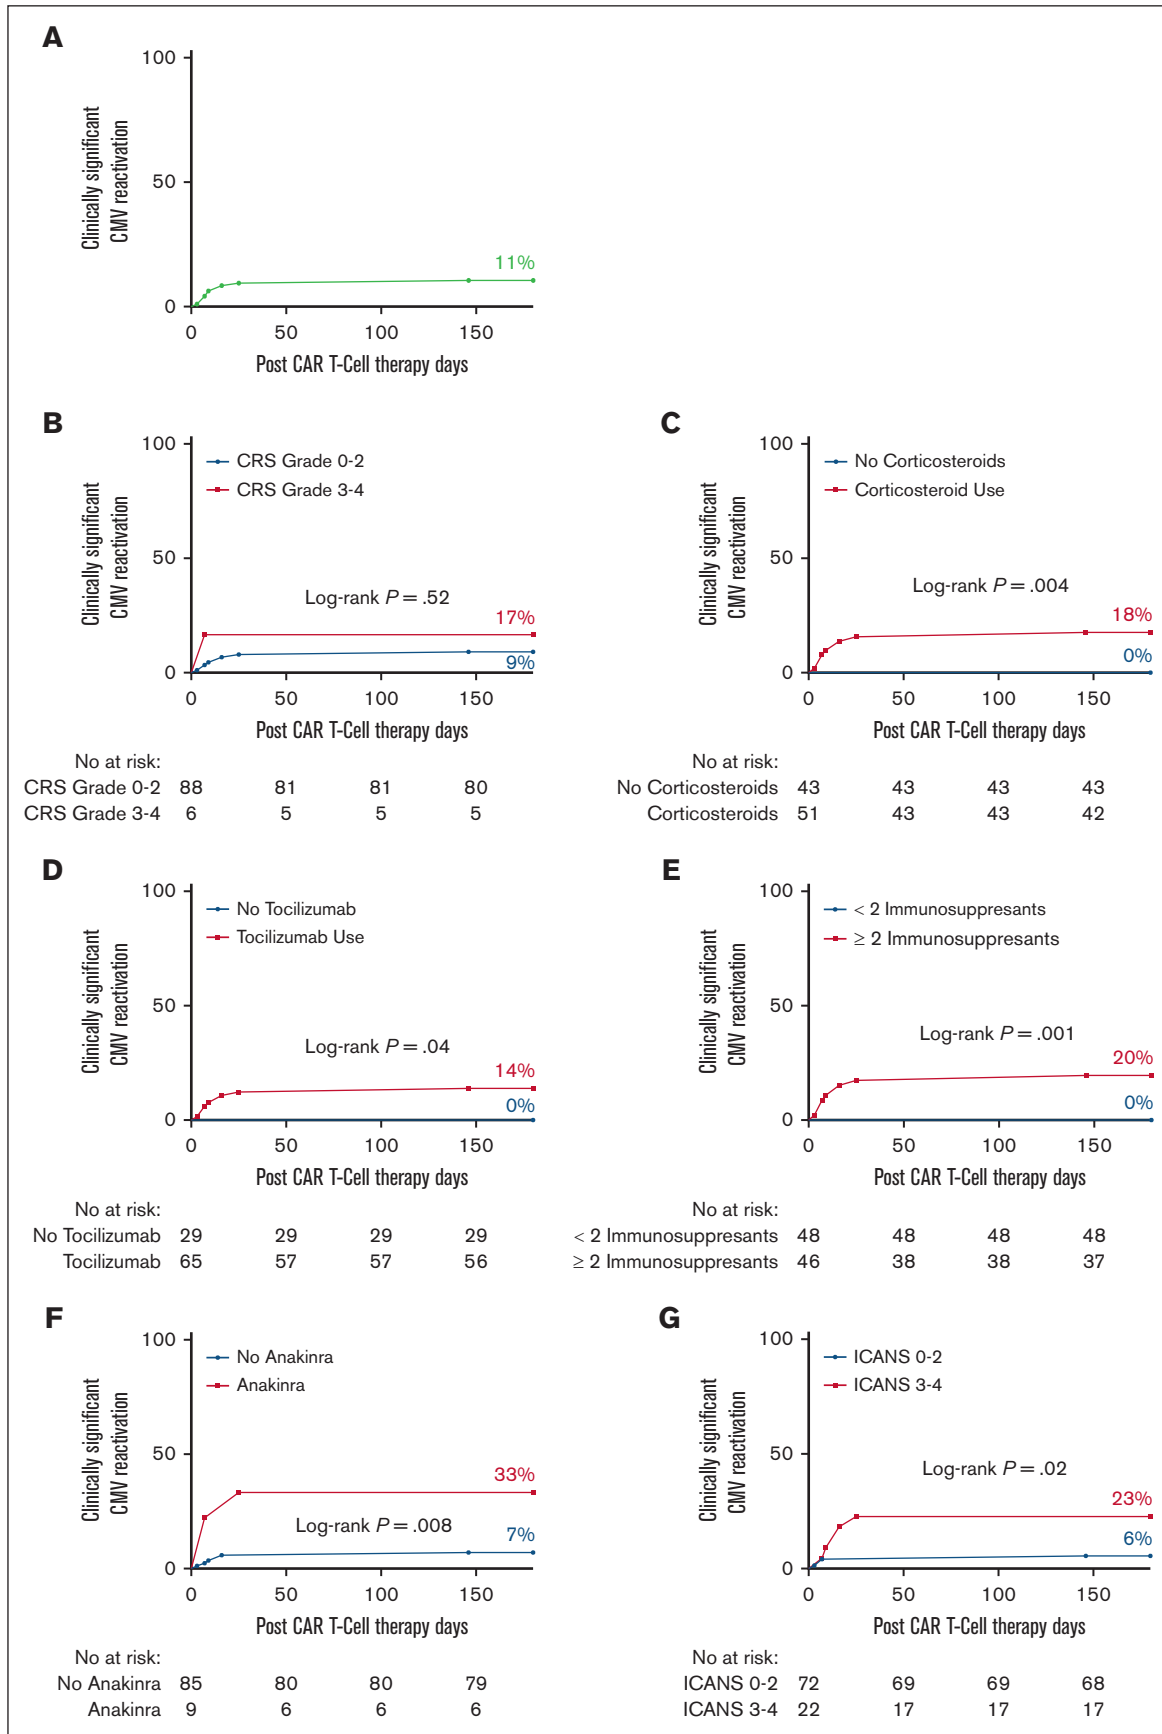 A
Clinically significant
CMV reactivation
100
50
0
11%
0 50 100 150
Post CAR T-Cell therapy days
B
Clinically significant
CMV reactivation
100
50
0
CRS Grade 0-2
CRS Grade 3-4
Log-rank P = .52
17%
9%
0 50 100 150
Post CAR T-Cell therapy days
No at risk:
CRS Grade 0-2 88 81 81 80
CRS Grade 3-4 6 5 5 5
C
Clinically significant
CMV reactivation
100
50
0
No Corticosteroids
Corticosteroid Use
Log-rank P = .004
18%
0%
0 50 100 150
Post CAR T-Cell therapy days
No at risk:
No Corticosteroids 43 43 43 43
Corticosteroids 51 43 43 42
D
Clinically significant
CMV reactivation
100
50
0
No Tocilizumab
Tocilizumab Use
Log-rank P = .04
14%
0%
0 50 100 150
Post CAR T-Cell therapy days
No at risk:
No Tocilizumab 29 29 29 29
Tocilizumab 65 57 57 56
E
Clinically significant
CMV reactivation
100
50
0
< 2 Immunosuppresants
≥ 2 Immunosuppresants
Log-rank P = .001
20%
0%
0 50 100 150
Post CAR T-Cell therapy days
No at risk:
< 2 Immunosuppresants 48 48 48 48
≥ 2 Immunosuppresants 46 38 38 37
F
Clinically significant
CMV reactivation
100
50
0
No Anakinra
Anakinra
33%
Log-rank P = .008
7%
0 50 100 150
Post CAR T-Cell therapy days
No at risk:
No Anakinra 85 80 80 79
Anakinra 9 6 6 6
G
Clinically significant
CMV reactivation
100
50
0
ICANS 0-2
ICANS 3-4
Log-rank P = .02
23%
6%
0 50 100 150
Post CAR T-Cell therapy days
No at risk:
ICANS 0-2 72 69 69 68
ICANS 3-4 22 17 17 17